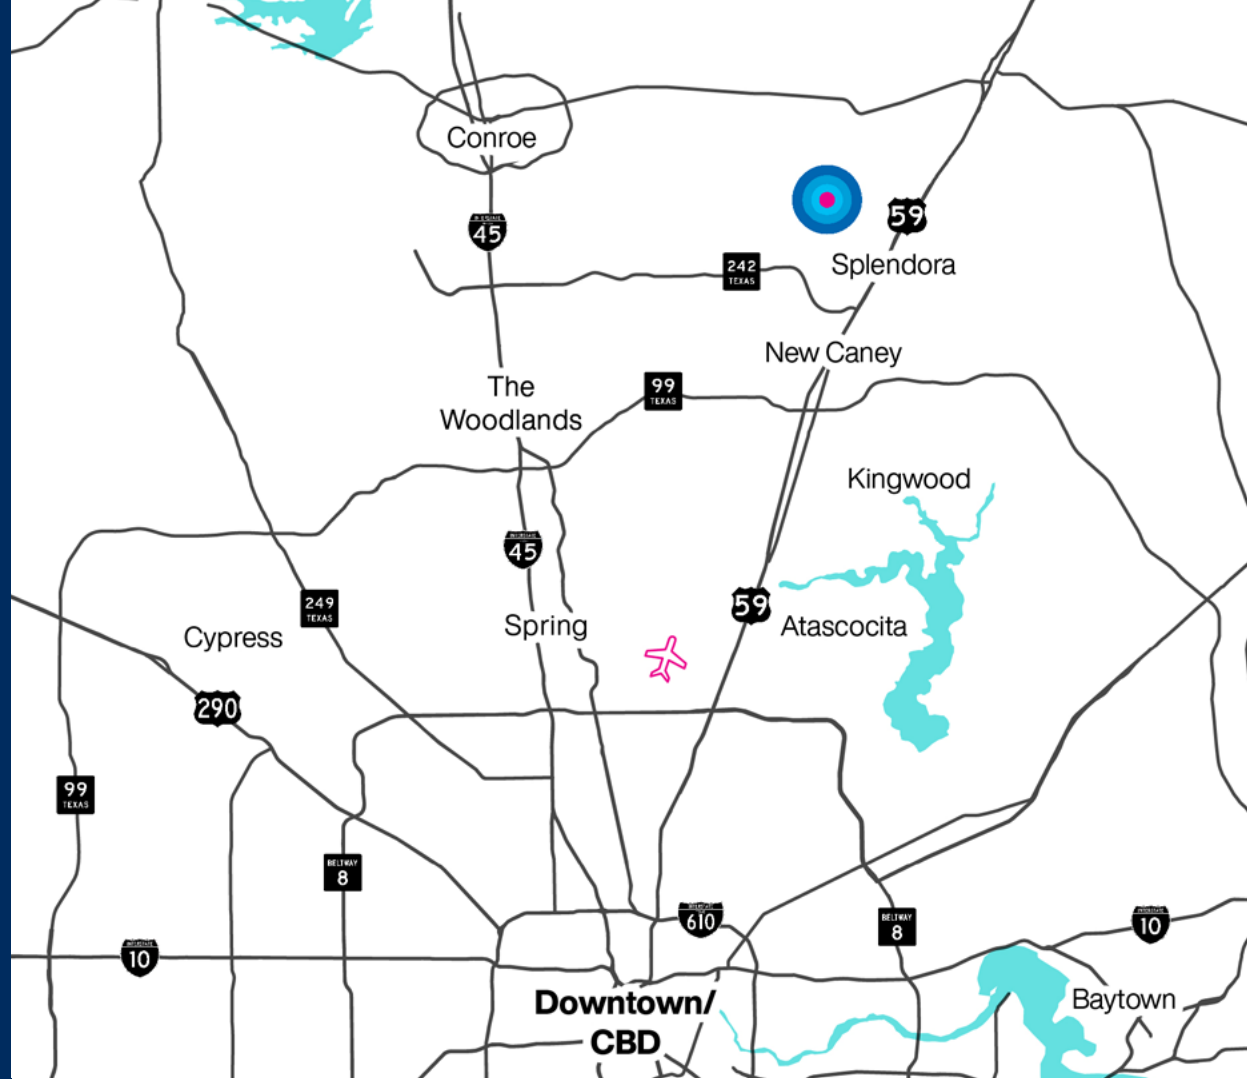 Conroe
59
45
Splendora
242
TEXAS
New Caney
The
Woodlands
99
TEXAS
Kingwood
45
59
249
TEXAS
Spring
Atascocita
Cypress
290
99
TEXAS
BELTWAY
8
610
BELTWAY
8
10
10
Downtown/
CBD
Baytown